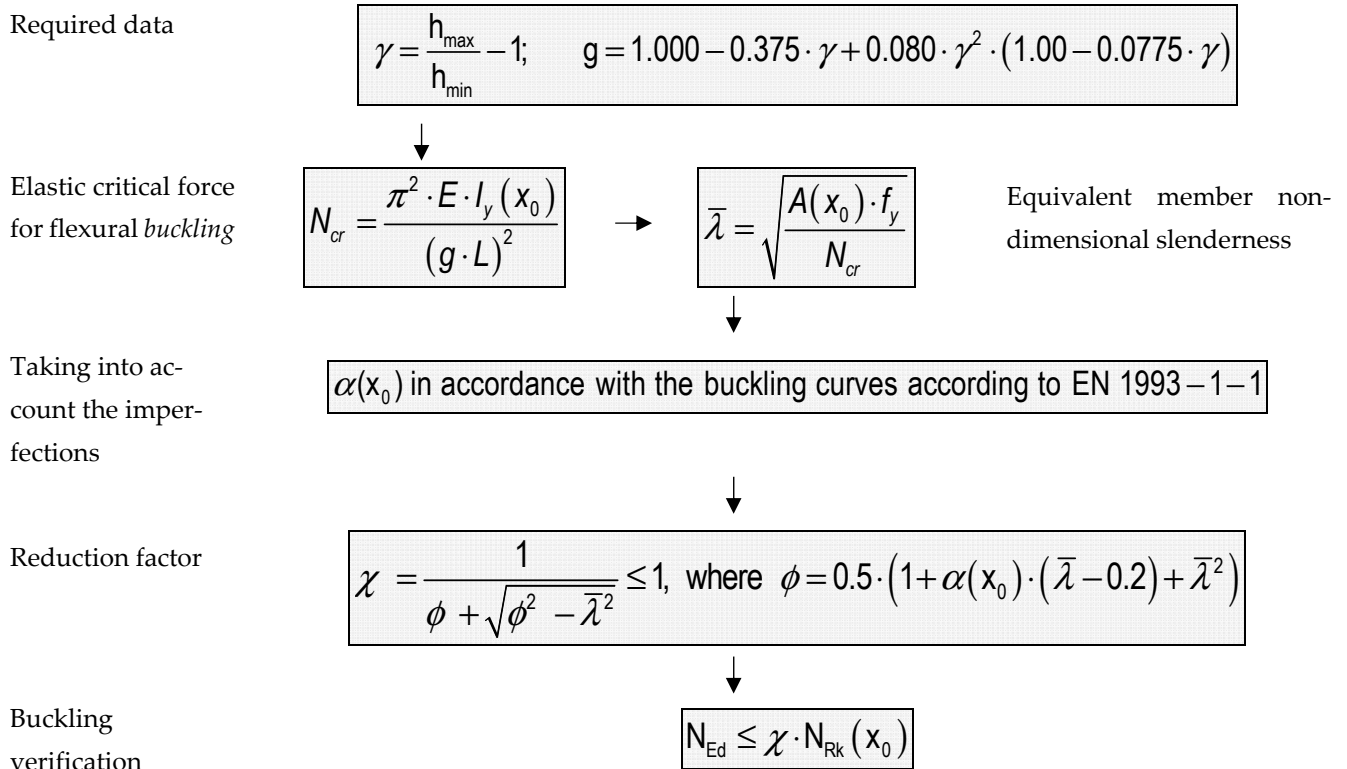 Required data
γ = h_max / h_min − 1; g = 1.000 − 0.375 · γ + 0.080 · γ² · (1.00 − 0.0775 · γ)
Elastic critical force
for flexural buckling
N_cr = π² · E · I_y(x₀) / (g · L)²
λ̅ = √(A(x₀) · f_y / N_cr)
Equivalent member non-
dimensional slenderness
Taking into ac-
count the imper-
fections
α(x₀) in accordance with the buckling curves according to EN 1993−1−1
Reduction factor
χ = 1 / (ϕ + √(ϕ² − λ̅²)) ≤ 1, where ϕ = 0.5 · (1 + α(x₀) · (λ̅ − 0.2) + λ̅²)
Buckling
verification
N_Ed ≤ χ · N_Rk(x₀)